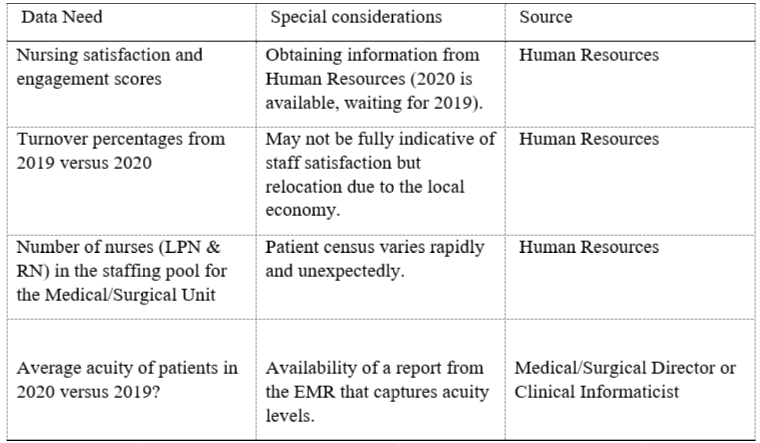 Data Need Special considerations Source
Nursing satisfaction and Obtaining information from Human Resources
engagement scores Human Resources (2020 is
available, waiting for 2019).
Turnover percentages from May not be fully indicative of Human Resources
2019 versus 2020 staff satisfaction but
relocation due to the local
economy.
Number of nurses (LPN & Patient census varies rapidly Human Resources
RN) in the staffing pool for and unexpectedly.
the Medical/Surgical Unit
Average acuity of patients in Availability of a report from Medical/Surgical Director or
2020 versus 2019? the EMR that captures acuity Clinical Informaticist
levels.